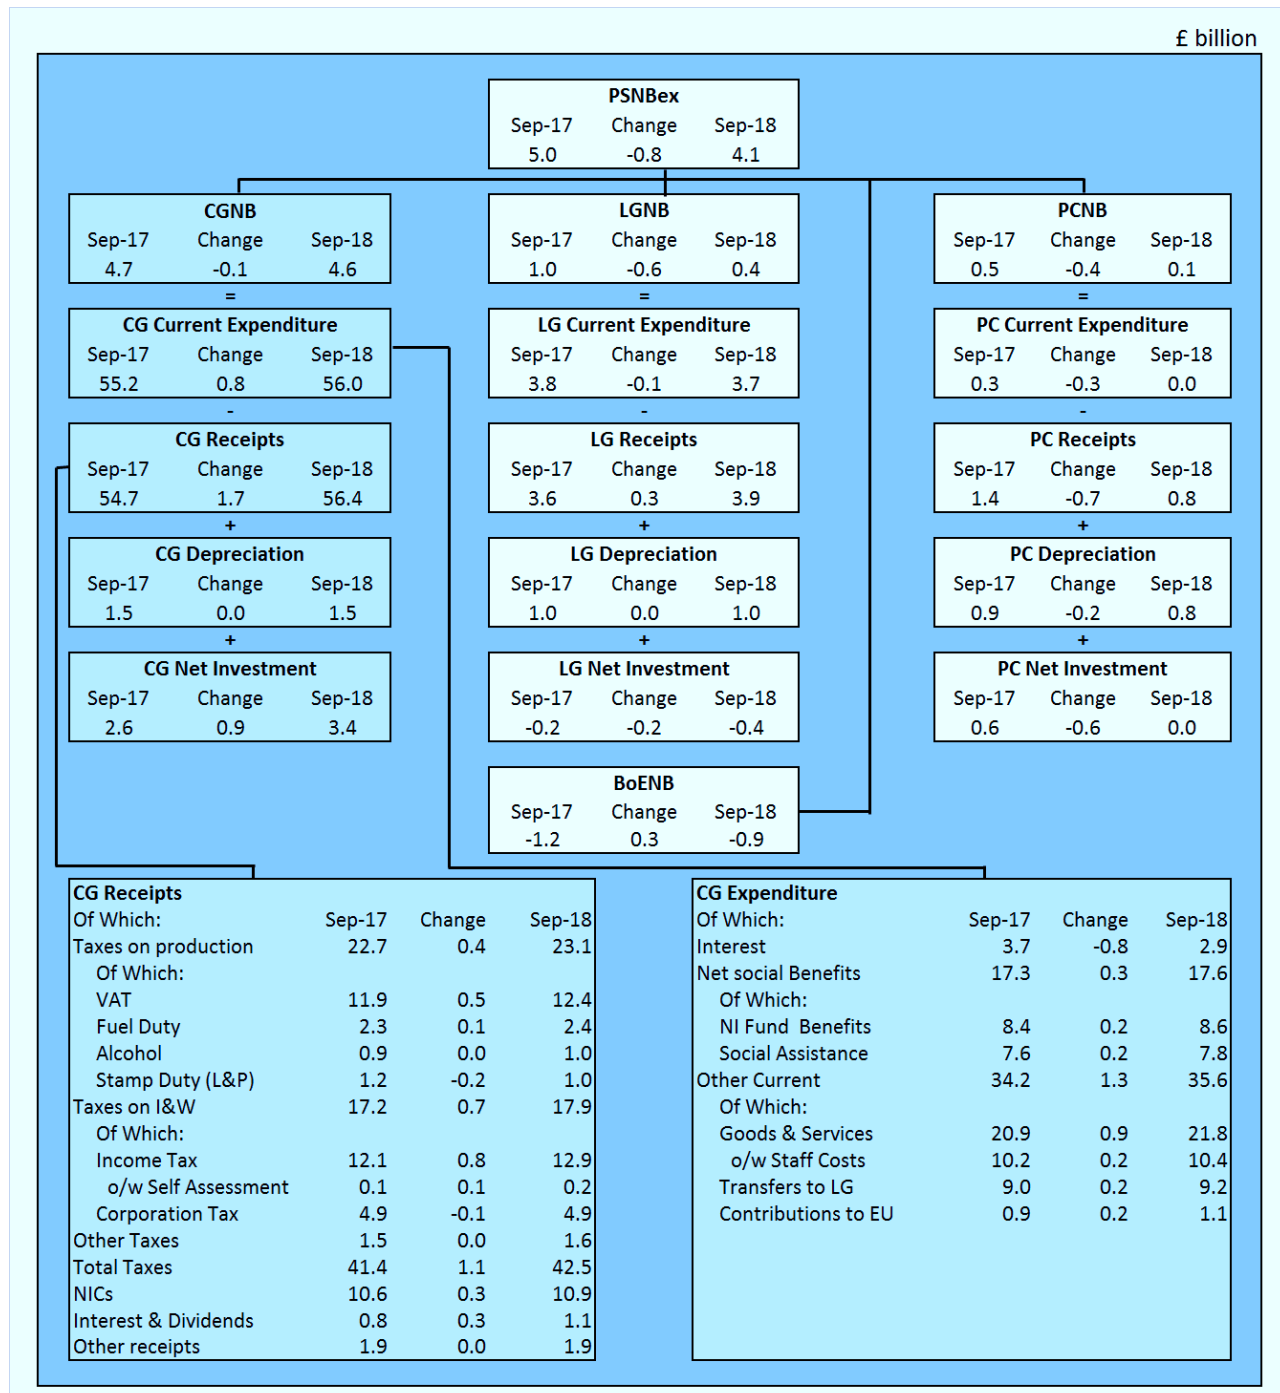 £ billion
PSNBex
Sep-17 Change Sep-18
5.0 -0.8 4.1
CGNB
Sep-17 Change Sep-18
4.7 -0.1 4.6
=
CG Current Expenditure
Sep-17 Change Sep-18
55.2 0.8 56.0
-
CG Receipts
Sep-17 Change Sep-18
54.7 1.7 56.4
+
CG Depreciation
Sep-17 Change Sep-18
1.5 0.0 1.5
+
CG Net Investment
Sep-17 Change Sep-18
2.6 0.9 3.4
LGNB
Sep-17 Change Sep-18
1.0 -0.6 0.4
=
LG Current Expenditure
Sep-17 Change Sep-18
3.8 -0.1 3.7
-
LG Receipts
Sep-17 Change Sep-18
3.6 0.3 3.9
+
LG Depreciation
Sep-17 Change Sep-18
1.0 0.0 1.0
+
LG Net Investment
Sep-17 Change Sep-18
-0.2 -0.2 -0.4
PCNB
Sep-17 Change Sep-18
0.5 -0.4 0.1
=
PC Current Expenditure
Sep-17 Change Sep-18
0.3 -0.3 0.0
-
PC Receipts
Sep-17 Change Sep-18
1.4 -0.7 0.8
+
PC Depreciation
Sep-17 Change Sep-18
0.9 -0.2 0.8
+
PC Net Investment
Sep-17 Change Sep-18
0.6 -0.6 0.0
BoENB
Sep-17 Change Sep-18
-1.2 0.3 -0.9
CG Receipts
Of Which: Sep-17 Change Sep-18
Taxes on production 22.7 0.4 23.1
Of Which:
VAT 11.9 0.5 12.4
Fuel Duty 2.3 0.1 2.4
Alcohol 0.9 0.0 1.0
Stamp Duty (L&P) 1.2 -0.2 1.0
Taxes on I&W 17.2 0.7 17.9
Of Which:
Income Tax 12.1 0.8 12.9
o/w Self Assessment 0.1 0.1 0.2
Corporation Tax 4.9 -0.1 4.9
Other Taxes 1.5 0.0 1.6
Total Taxes 41.4 1.1 42.5
NICs 10.6 0.3 10.9
Interest & Dividends 0.8 0.3 1.1
Other receipts 1.9 0.0 1.9
CG Expenditure
Of Which: Sep-17 Change Sep-18
Interest 3.7 -0.8 2.9
Net social Benefits 17.3 0.3 17.6
Of Which:
NI Fund Benefits 8.4 0.2 8.6
Social Assistance 7.6 0.2 7.8
Other Current 34.2 1.3 35.6
Of Which:
Goods & Services 20.9 0.9 21.8
o/w Staff Costs 10.2 0.2 10.4
Transfers to LG 9.0 0.2 9.2
Contributions to EU 0.9 0.2 1.1